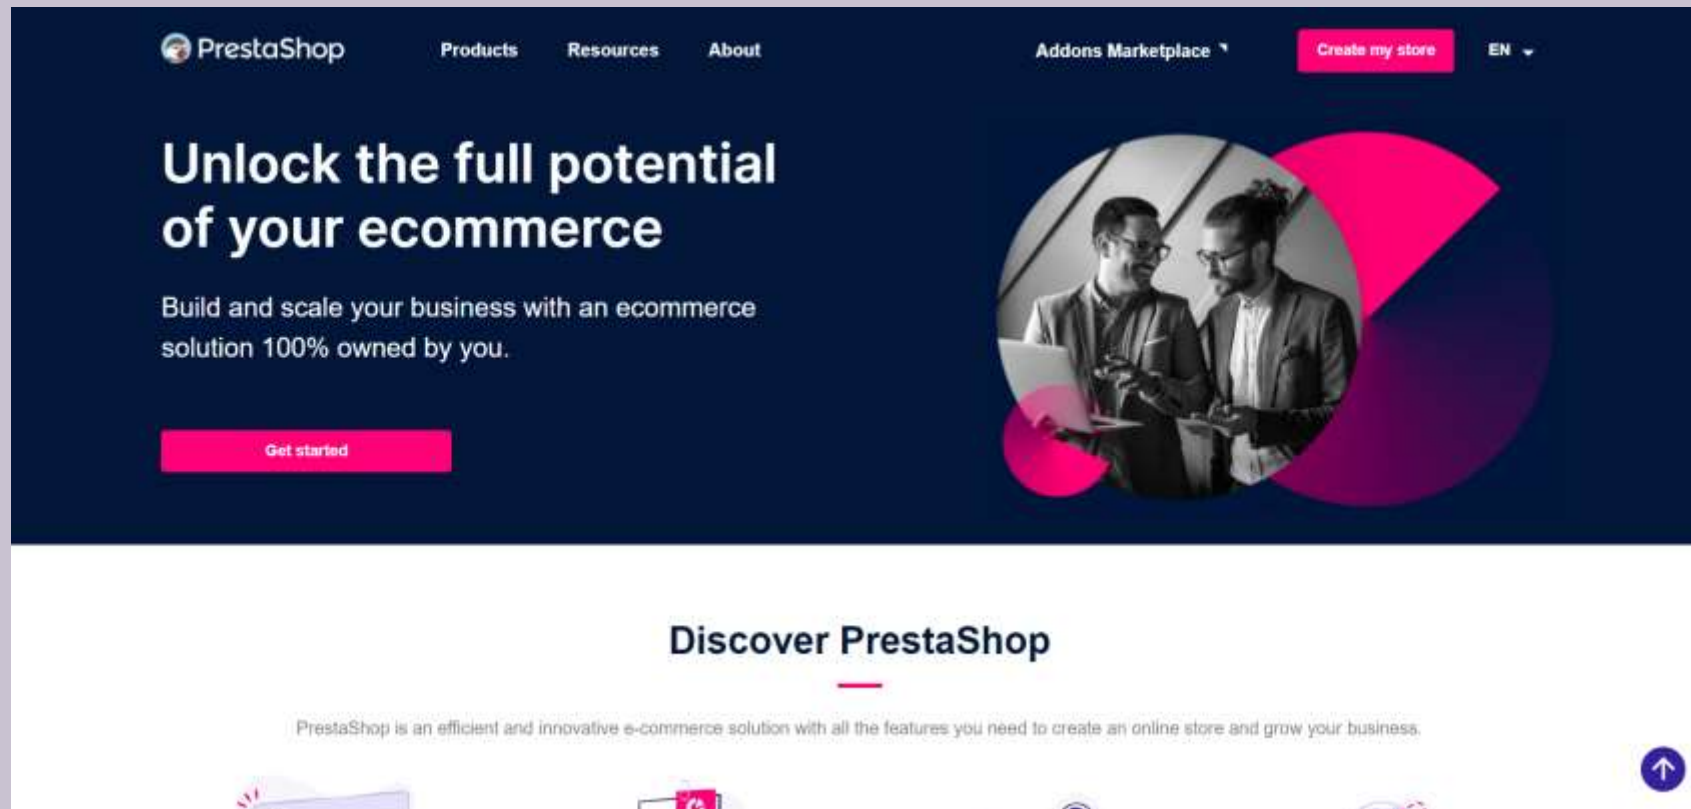 PrestaShop
Products
Resources
About
Addons Marketplace
Create my store
EN
Unlock the full potential
of your ecommerce
Build and scale your business with an ecommerce
solution 100% owned by you.
Get started
Discover PrestaShop
PrestaShop is an efficient and innovative e-commerce solution with all the features you need to create an online store and grow your business.